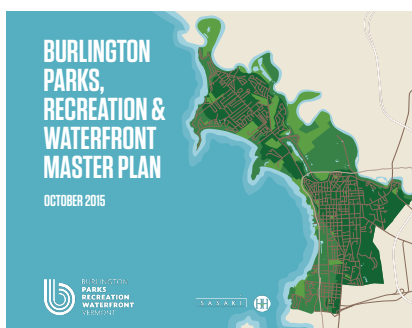 BURLINGTON
PARKS,
RECREATION &
WATERFRONT
MASTER PLAN
OCTOBER 2015
BURLINGTON
PARKS
RECREATION
WATERFRONT
VERMONT
SASAKI